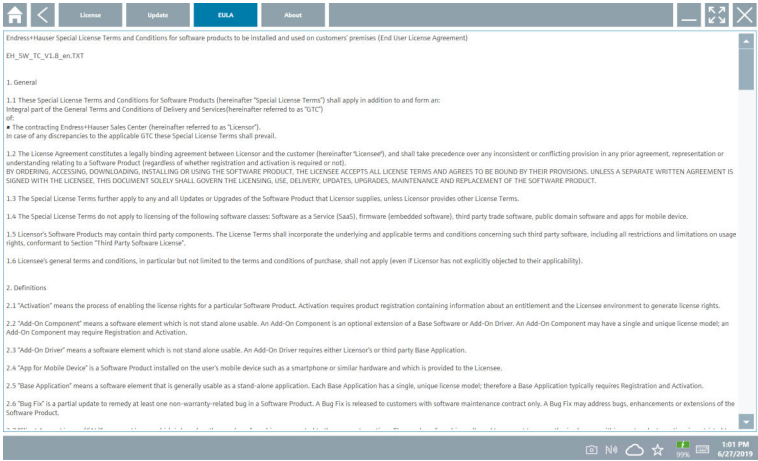 License Update EULA About
Endress+Hauser Special License Terms and Conditions for software products to be installed and used on customers' premises (End User License Agreement)
EH_SW_TC_V1.8_en.TXT
1. General
1.1 These Special License Terms and Conditions for Software Products (hereinafter "Special License Terms") shall apply in addition to and form an:
Integral part of the General Terms and Conditions of Delivery and Services(hereinafter referred to as "GTC")
of:
▪ The contracting Endress+Hauser Sales Center (hereinafter referred to as "Licensor").
In case of any discrepancies to the applicable GTC these Special License Terms shall prevail.
1.2 The License Agreement constitutes a legally binding agreement between Licensor and the customer (hereinafter "Licensee"), and shall take precedence over any inconsistent or conflicting provision in any prior agreement, representation or
understanding relating to a Software Product (regardless of whether registration and activation is required or not).
BY ORDERING, ACCESSING, DOWNLOADING, INSTALLING OR USING THE SOFTWARE PRODUCT, THE LICENSEE ACCEPTS ALL LICENSE TERMS AND AGREES TO BE BOUND BY THEIR PROVISIONS. UNLESS A SEPARATE WRITTEN AGREEMENT IS
SIGNED WITH THE LICENSEE, THIS DOCUMENT SOLELY SHALL GOVERN THE LICENSING, USE, DELIVERY, UPDATES, UPGRADES, MAINTENANCE AND REPLACEMENT OF THE SOFTWARE PRODUCT.
1.3 The Special License Terms further apply to any and all Updates or Upgrades of the Software Product that Licensor supplies, unless Licensor provides other License Terms.
1.4 The Special License Terms do not apply to licensing of the following software classes: Software as a Service (SaaS), firmware (embedded software), third party trade software, public domain software and apps for mobile device.
1.5 Licensor's Software Products may contain third party components. The License Terms shall incorporate the underlying and applicable terms and conditions concerning such third party software, including all restrictions and limitations on usage
rights, conformant to Section "Third Party Software License".
1.6 Licensee's general terms and conditions, in particular but not limited to the terms and conditions of purchase, shall not apply (even if Licensor has not explicitly objected to their applicability).
2. Definitions
2.1 "Activation" means the process of enabling the license rights for a particular Software Product. Activation requires product registration containing information about an entitlement and the Licensee environment to generate license rights.
2.2 "Add-On Component" means a software element which is not stand alone usable. An Add-On Component is an optional extension of a Base Software or Add-On Driver. An Add-On Component may have a single and unique license model; an
Add-On Component may require Registration and Activation.
2.3 "Add-On Driver" means a software element which is not stand alone usable. An Add-On Driver requires either Licensor's or third party Base Application.
2.4 "App for Mobile Device" is a Software Product installed on the user's mobile device such as a smartphone or similar hardware and which is provided to the Licensee.
2.5 "Base Application" means a software element that is generally usable as a stand-alone application. Each Base Application has a single, unique license model; therefore a Base Application typically requires Registration and Activation.
2.6 "Bug Fix" is a partial update to remedy at least one non-warranty-related bug in a Software Product. A Bug Fix is released to customers with software maintenance contract only. A Bug Fix may address bugs, enhancements or extensions of the
Software Product.
99%
1:01 PM
6/27/2019